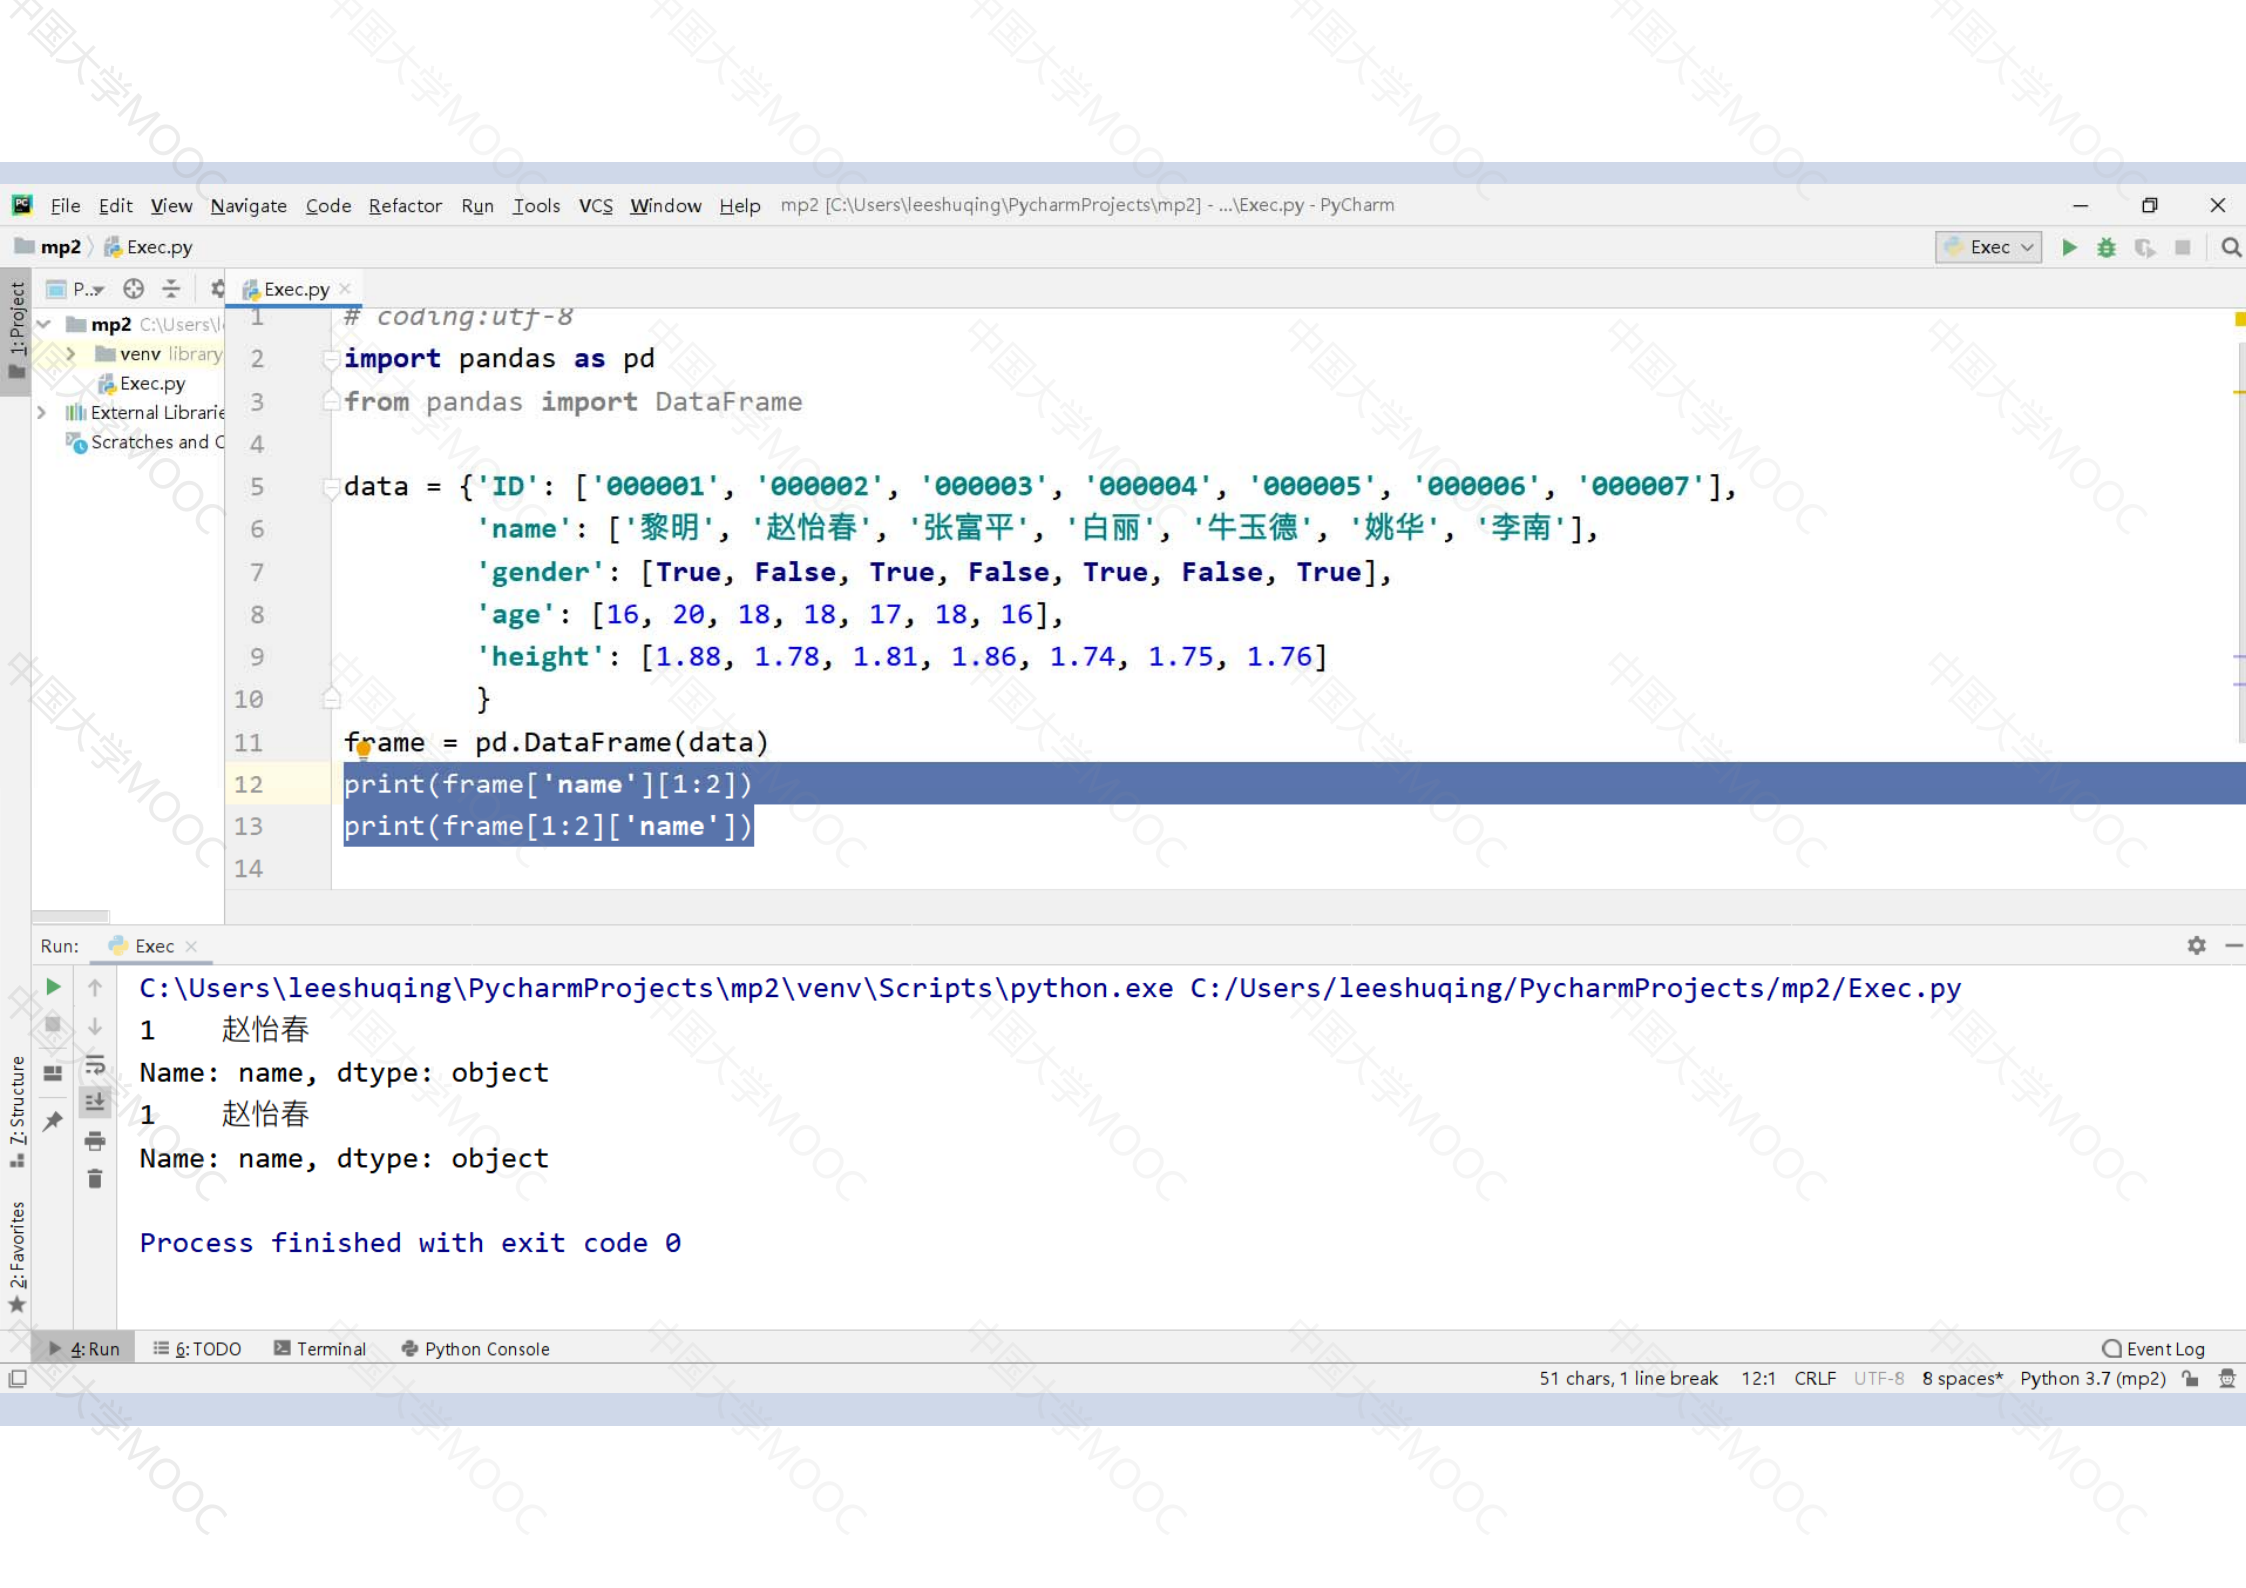 File Edit View Navigate Code Refactor Run Tools VCS Window Help mp2 [C:\Users\leeshuqing\PycharmProjects\mp2] - ...\Exec.py - PyCharm
mp2 Exec.py
Exec
1: Project
P..
Exec.py
mp2 C:\Users\l
venv library
Exec.py
External Librarie
Scratches and C
1 # coding:utf-8
2 import pandas as pd
3 from pandas import DataFrame
4
5 data = {'ID': ['000001', '000002', '000003', '000004', '000005', '000006', '000007'],
6 'name': ['黎明', '赵怡春', '张富平', '白丽', '牛玉德', '姚华', '李南'],
7 'gender': [True, False, True, False, True, False, True],
8 'age': [16, 20, 18, 18, 17, 18, 16],
9 'height': [1.88, 1.78, 1.81, 1.86, 1.74, 1.75, 1.76]
10 }
11 frame = pd.DataFrame(data)
12 print(frame['name'][1:2])
13 print(frame[1:2]['name'])
14
Run: Exec
C:\Users\leeshuqing\PycharmProjects\mp2\venv\Scripts\python.exe C:/Users/leeshuqing/PycharmProjects/mp2/Exec.py
1 赵怡春
Name: name, dtype: object
1 赵怡春
Name: name, dtype: object
Process finished with exit code 0
7: Structure
2: Favorites
4: Run 6: TODO Terminal Python Console Event Log
51 chars, 1 line break 12:1 CRLF UTF-8 8 spaces* Python 3.7 (mp2)
中国大学MOOC